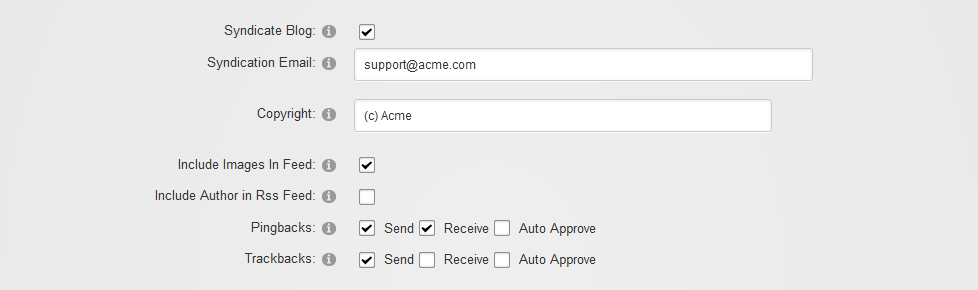 Syndicate Blog:
Syndication Email: support@acme.com
Copyright: (c) Acme
Include Images In Feed:
Include Author in Rss Feed:
Pingbacks: Send Receive Auto Approve
Trackbacks: Send Receive Auto Approve